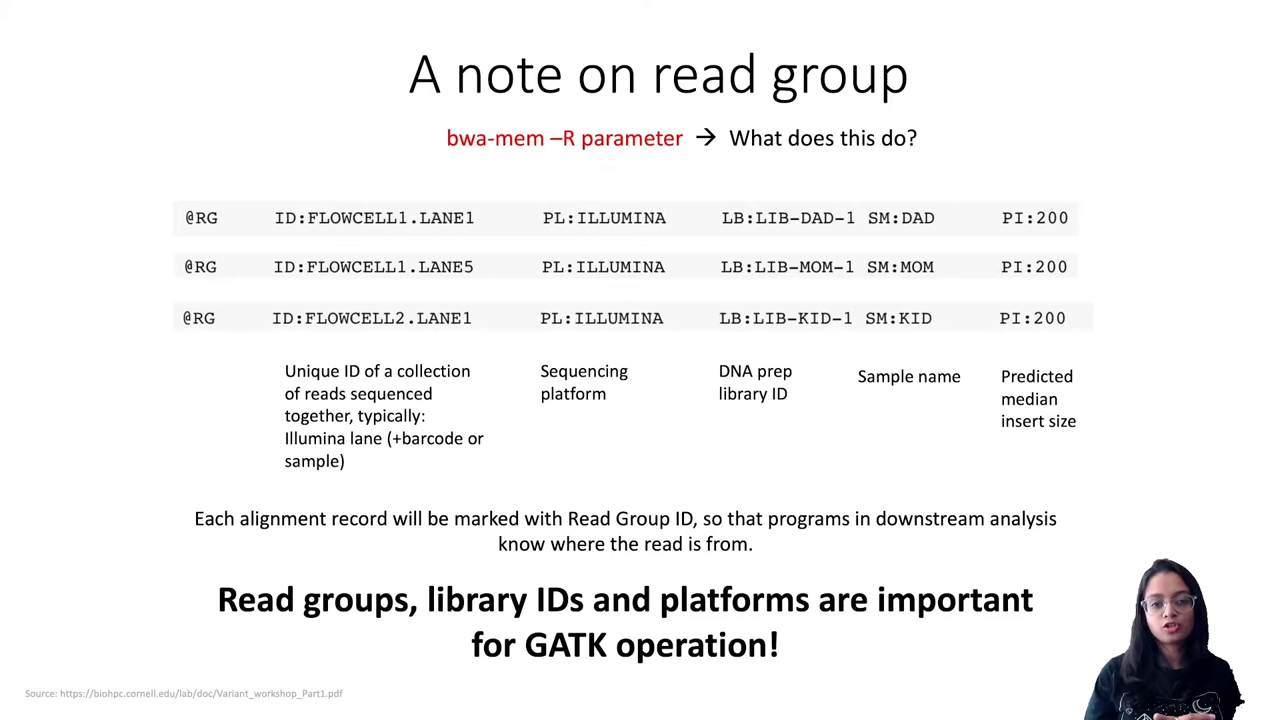 A note on read group
bwa-mem –R parameter → What does this do?
@RG ID:FLOWCELL1.LANE1 PL:ILLUMINA LB:LIB-DAD-1 SM:DAD PI:200
@RG ID:FLOWCELL1.LANE5 PL:ILLUMINA LB:LIB-MOM-1 SM:MOM PI:200
@RG ID:FLOWCELL2.LANE1 PL:ILLUMINA LB:LIB-KID-1 SM:KID PI:200
Unique ID of a collection
of reads sequenced
together, typically:
Illumina lane (+barcode or
sample)
Sequencing
platform
DNA prep
library ID
Sample name
Predicted
median
insert size
Each alignment record will be marked with Read Group ID, so that programs in downstream analysis
know where the read is from.
Read groups, library IDs and platforms are important
for GATK operation!
Source: https://biohpc.cornell.edu/lab/doc/Variant_workshop_Part1.pdf